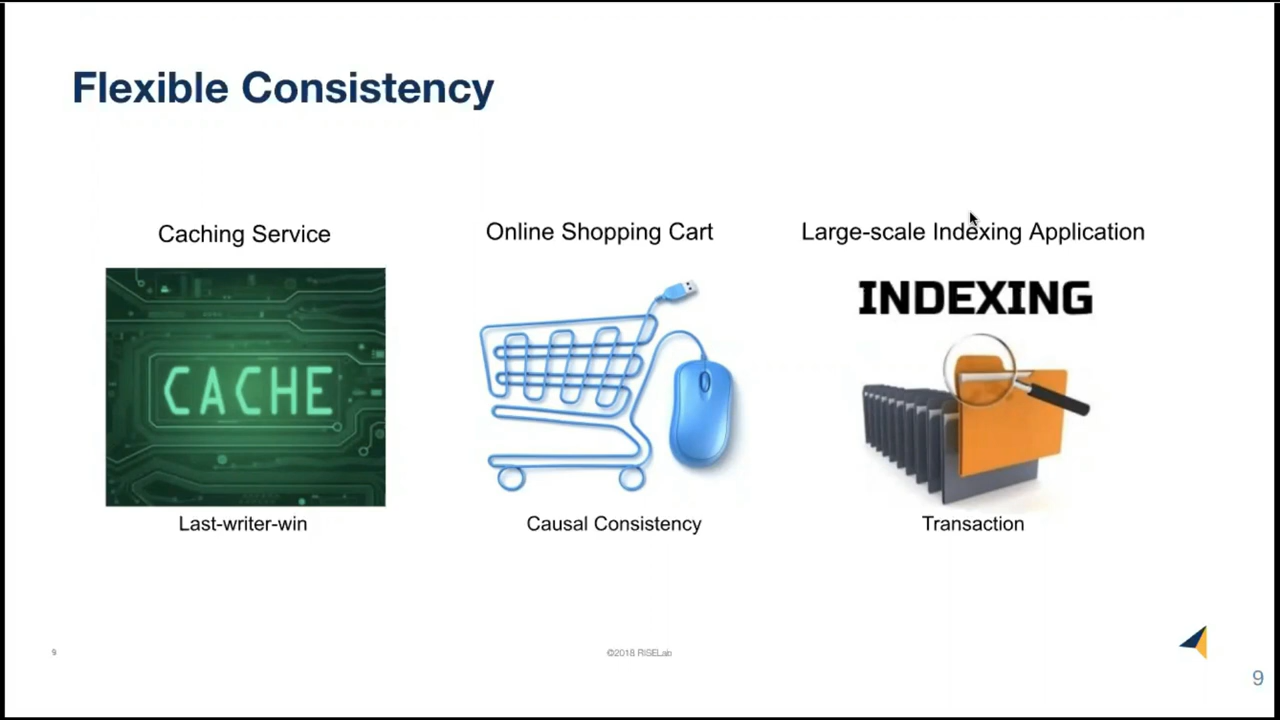 Flexible Consistency
Caching Service
Online Shopping Cart
Large-scale Indexing Application
CACHE
INDEXING
Last-writer-win
Causal Consistency
Transaction
9
©2018 RISELab
9